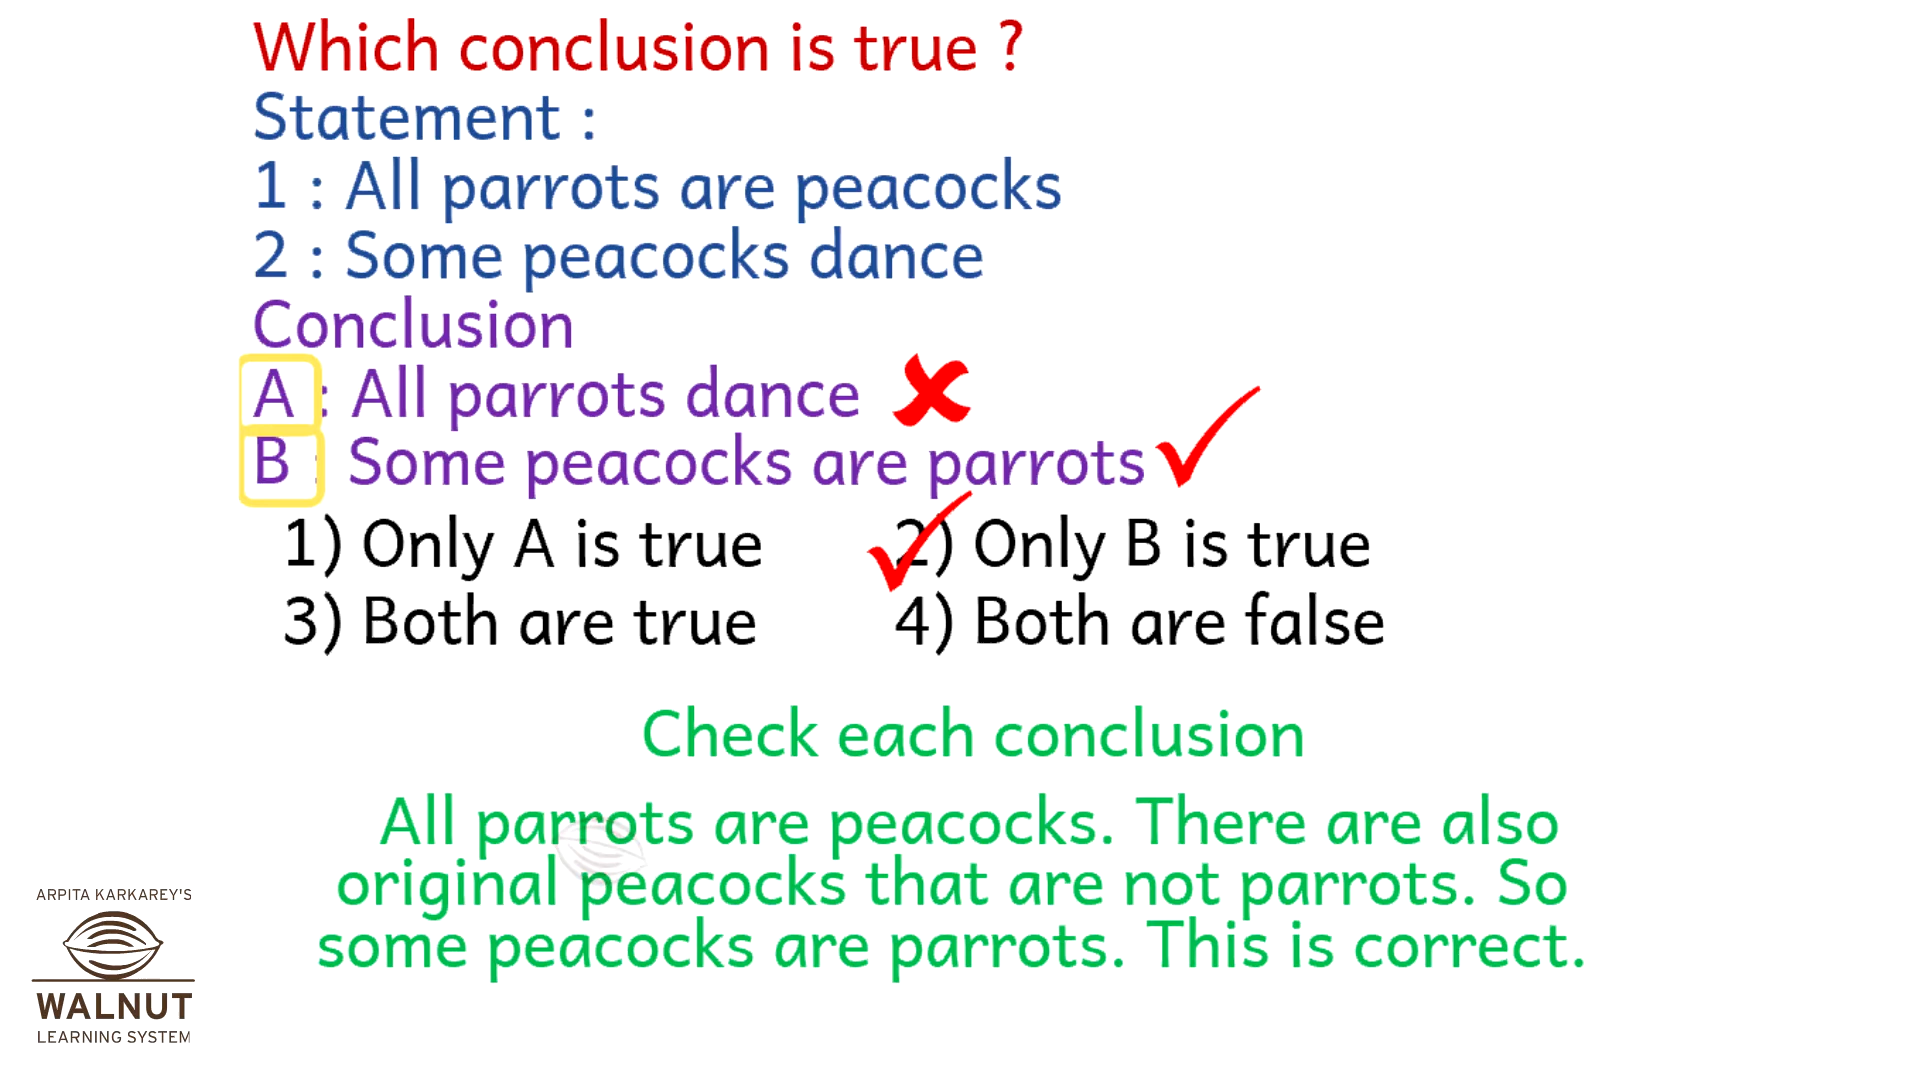 Which conclusion is true ?
Statement :
1 : All parrots are peacocks
2 : Some peacocks dance
Conclusion
A : All parrots dance
B : Some peacocks are parrots
1) Only A is true 2) Only B is true
3) Both are true 4) Both are false
Check each conclusion
All parrots are peacocks. There are also
original peacocks that are not parrots. So
some peacocks are parrots. This is correct.
ARPITA KARKAREY'S
WALNUT
LEARNING SYSTEM